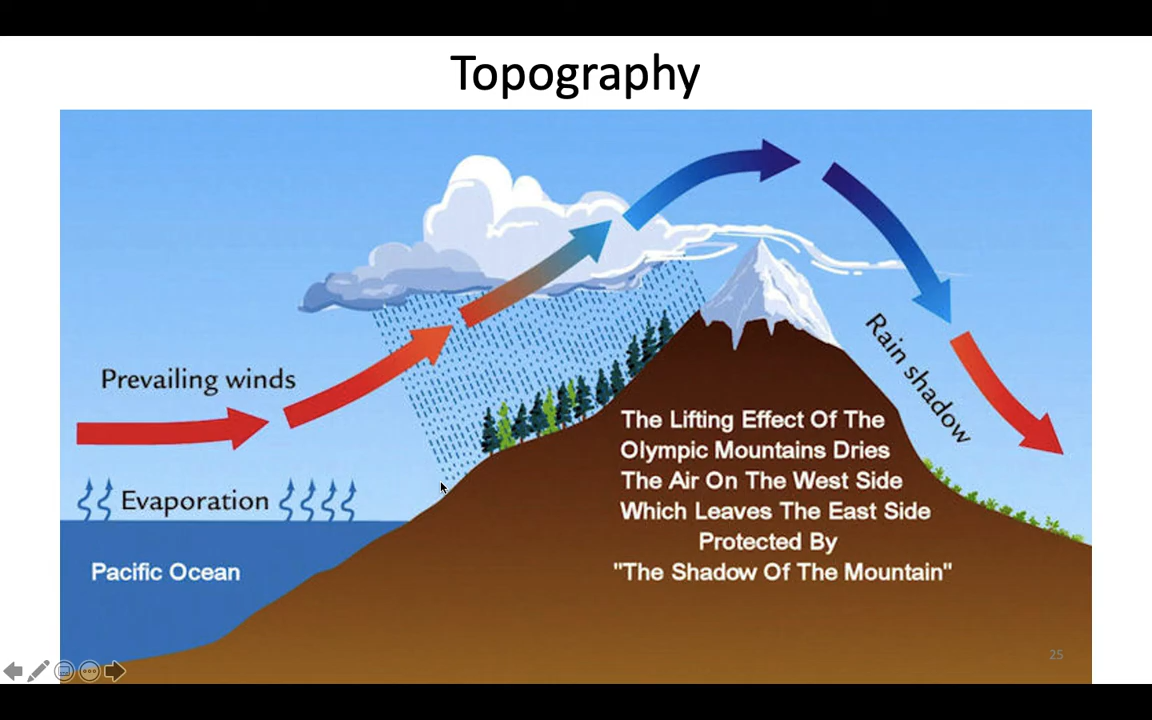 Topography
Prevailing winds
Evaporation
Pacific Ocean
Rain shadow
The Lifting Effect Of The
Olympic Mountains Dries
The Air On The West Side
Which Leaves The East Side
Protected By
"The Shadow Of The Mountain"
25